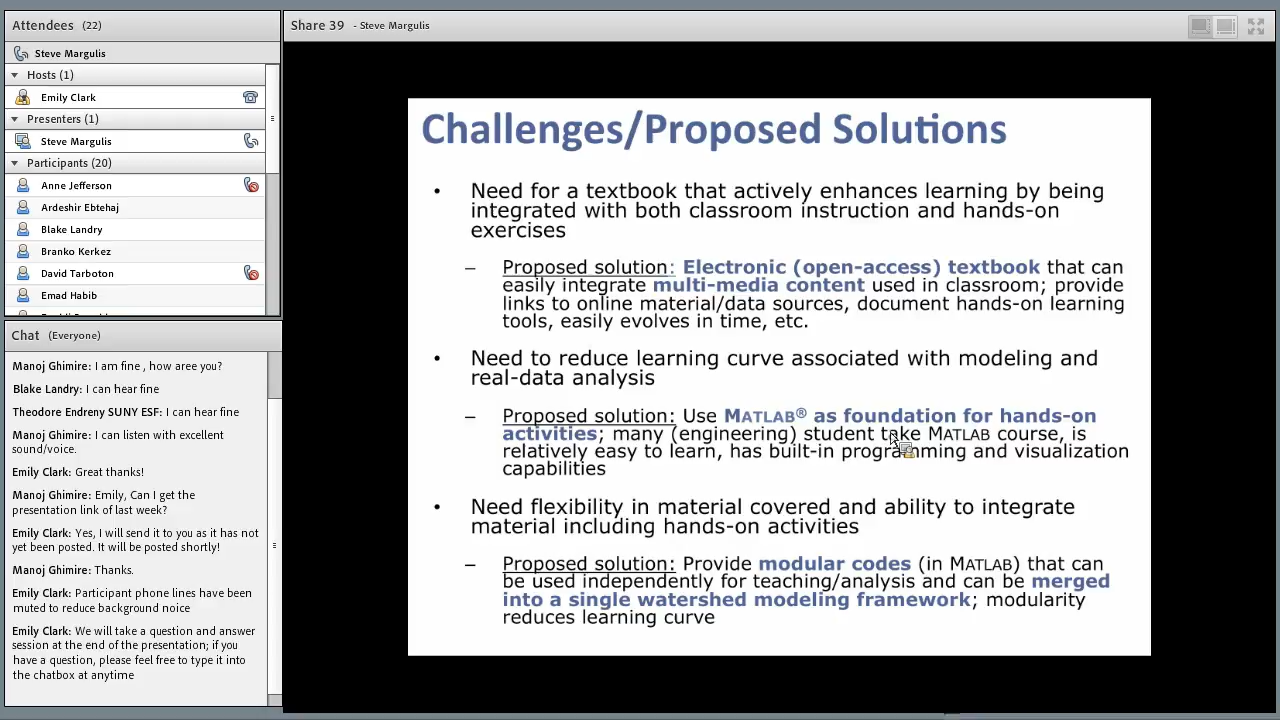 Attendees (22)
Steve Margulis
Hosts (1)
Emily Clark
Presenters (1)
Steve Margulis
Participants (20)
Anne Jefferson
Ardeshir Ebtehaj
Blake Landry
Branko Kerkez
David Tarboton
Emad Habib
Chat (Everyone)
Manoj Ghimire: I am fine , how aree you?
Blake Landry: I can hear fine
Theodore Endreny SUNY ESF: I can hear fine
Manoj Ghimire: I can listen with excellent
sound/voice.
Emily Clark: Great thanks!
Manoj Ghimire: Emily, Can I get the
presentation link of last week?
Emily Clark: Yes, I will send it to you as it has not
yet been posted. It will be posted shortly!
Manoj Ghimire: Thanks.
Emily Clark: Participant phone lines have been
muted to reduce background noice
Emily Clark: We will take a question and answer
session at the end of the presentation; if you
have a question, please feel free to type it into
the chatbox at anytime
Share 39 - Steve Margulis
Challenges/Proposed Solutions
• Need for a textbook that actively enhances learning by being
integrated with both classroom instruction and hands-on
exercises
– Proposed solution: Electronic (open-access) textbook that can
easily integrate multi-media content used in classroom; provide
links to online material/data sources, document hands-on learning
tools, easily evolves in time, etc.
• Need to reduce learning curve associated with modeling and
real-data analysis
– Proposed solution: Use MATLAB® as foundation for hands-on
activities; many (engineering) student take MATLAB course, is
relatively easy to learn, has built-in programming and visualization
capabilities
• Need flexibility in material covered and ability to integrate
material including hands-on activities
– Proposed solution: Provide modular codes (in MATLAB) that can
be used independently for teaching/analysis and can be merged
into a single watershed modeling framework; modularity
reduces learning curve